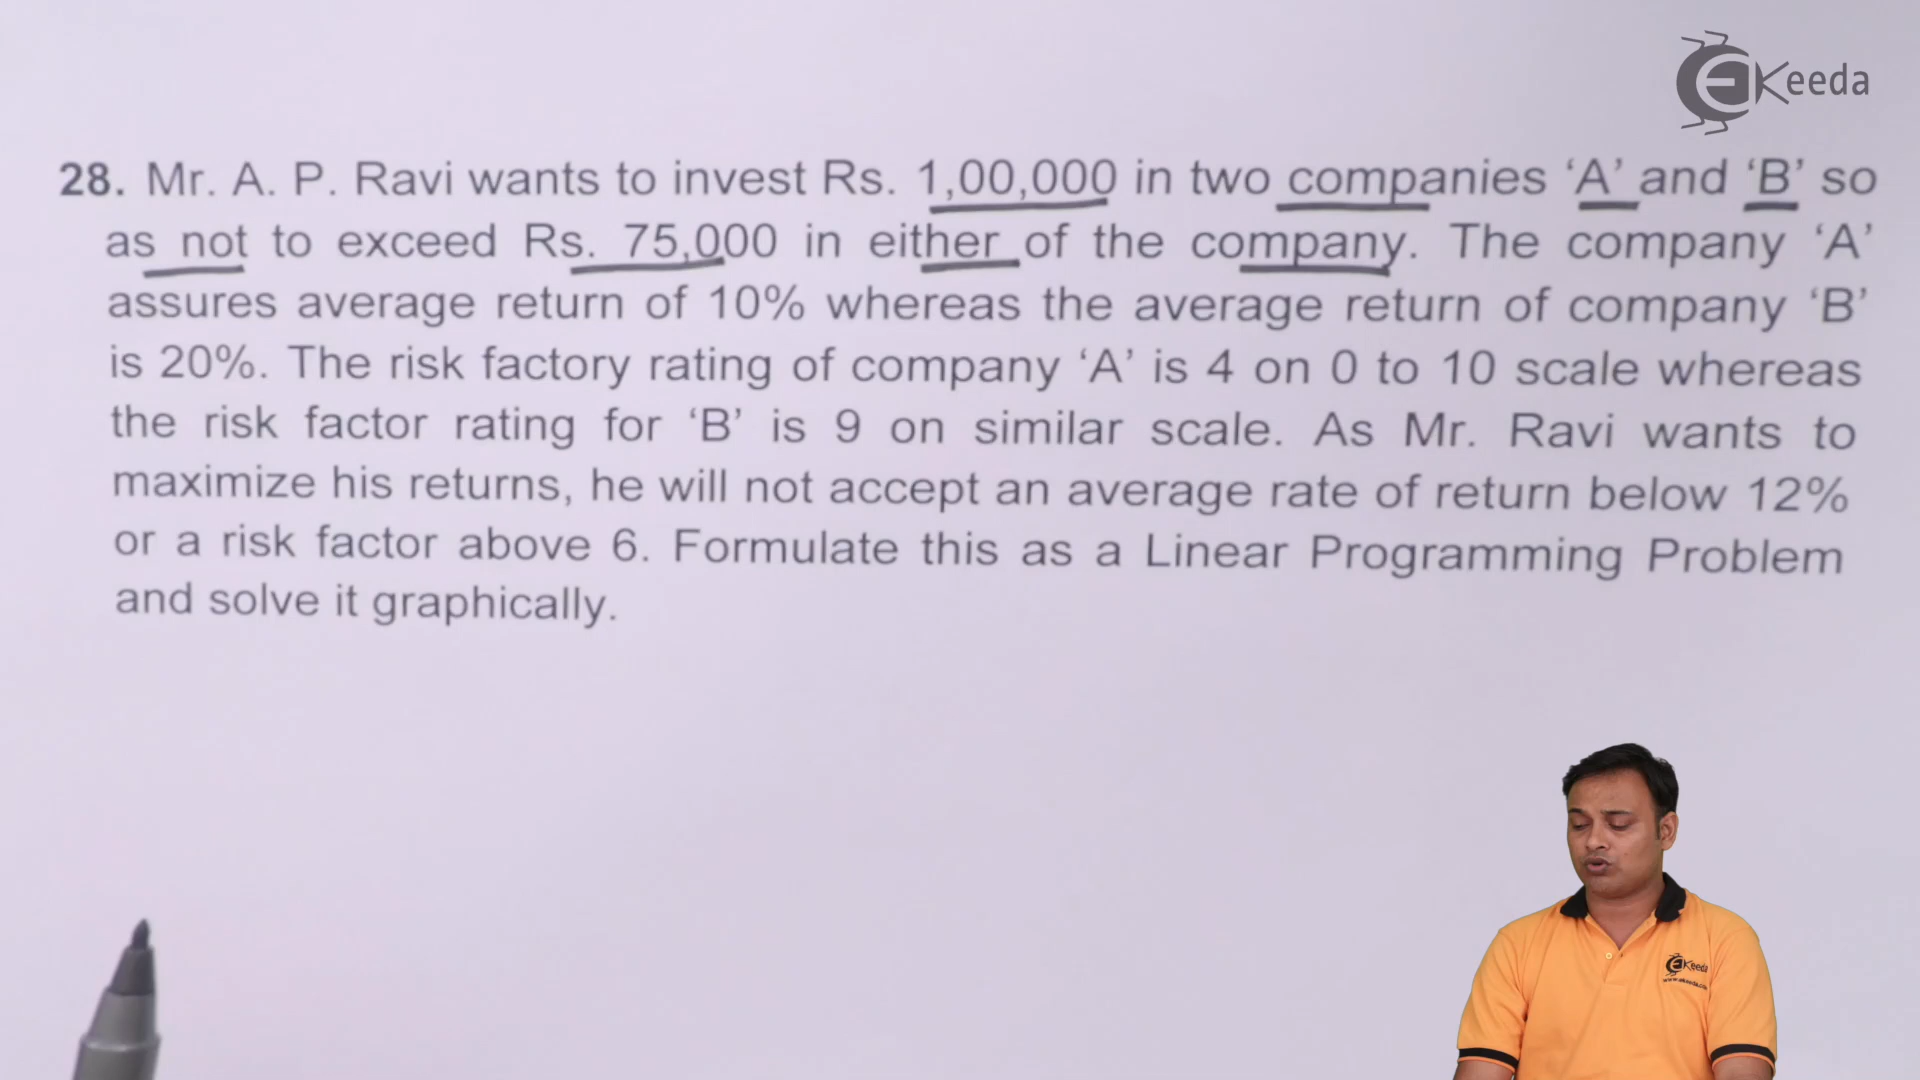 EKeeda
28. Mr. A. P. Ravi wants to invest Rs. 1,00,000 in two companies ‘A’ and ‘B’ so
as not to exceed Rs. 75,000 in either of the company. The company ‘A’
assures average return of 10% whereas the average return of company ‘B’
is 20%. The risk factory rating of company ‘A’ is 4 on 0 to 10 scale whereas
the risk factor rating for ‘B’ is 9 on similar scale. As Mr. Ravi wants to
maximize his returns, he will not accept an average rate of return below 12%
or a risk factor above 6. Formulate this as a Linear Programming Problem
and solve it graphically.
EKeeda
www.ekeeda.com